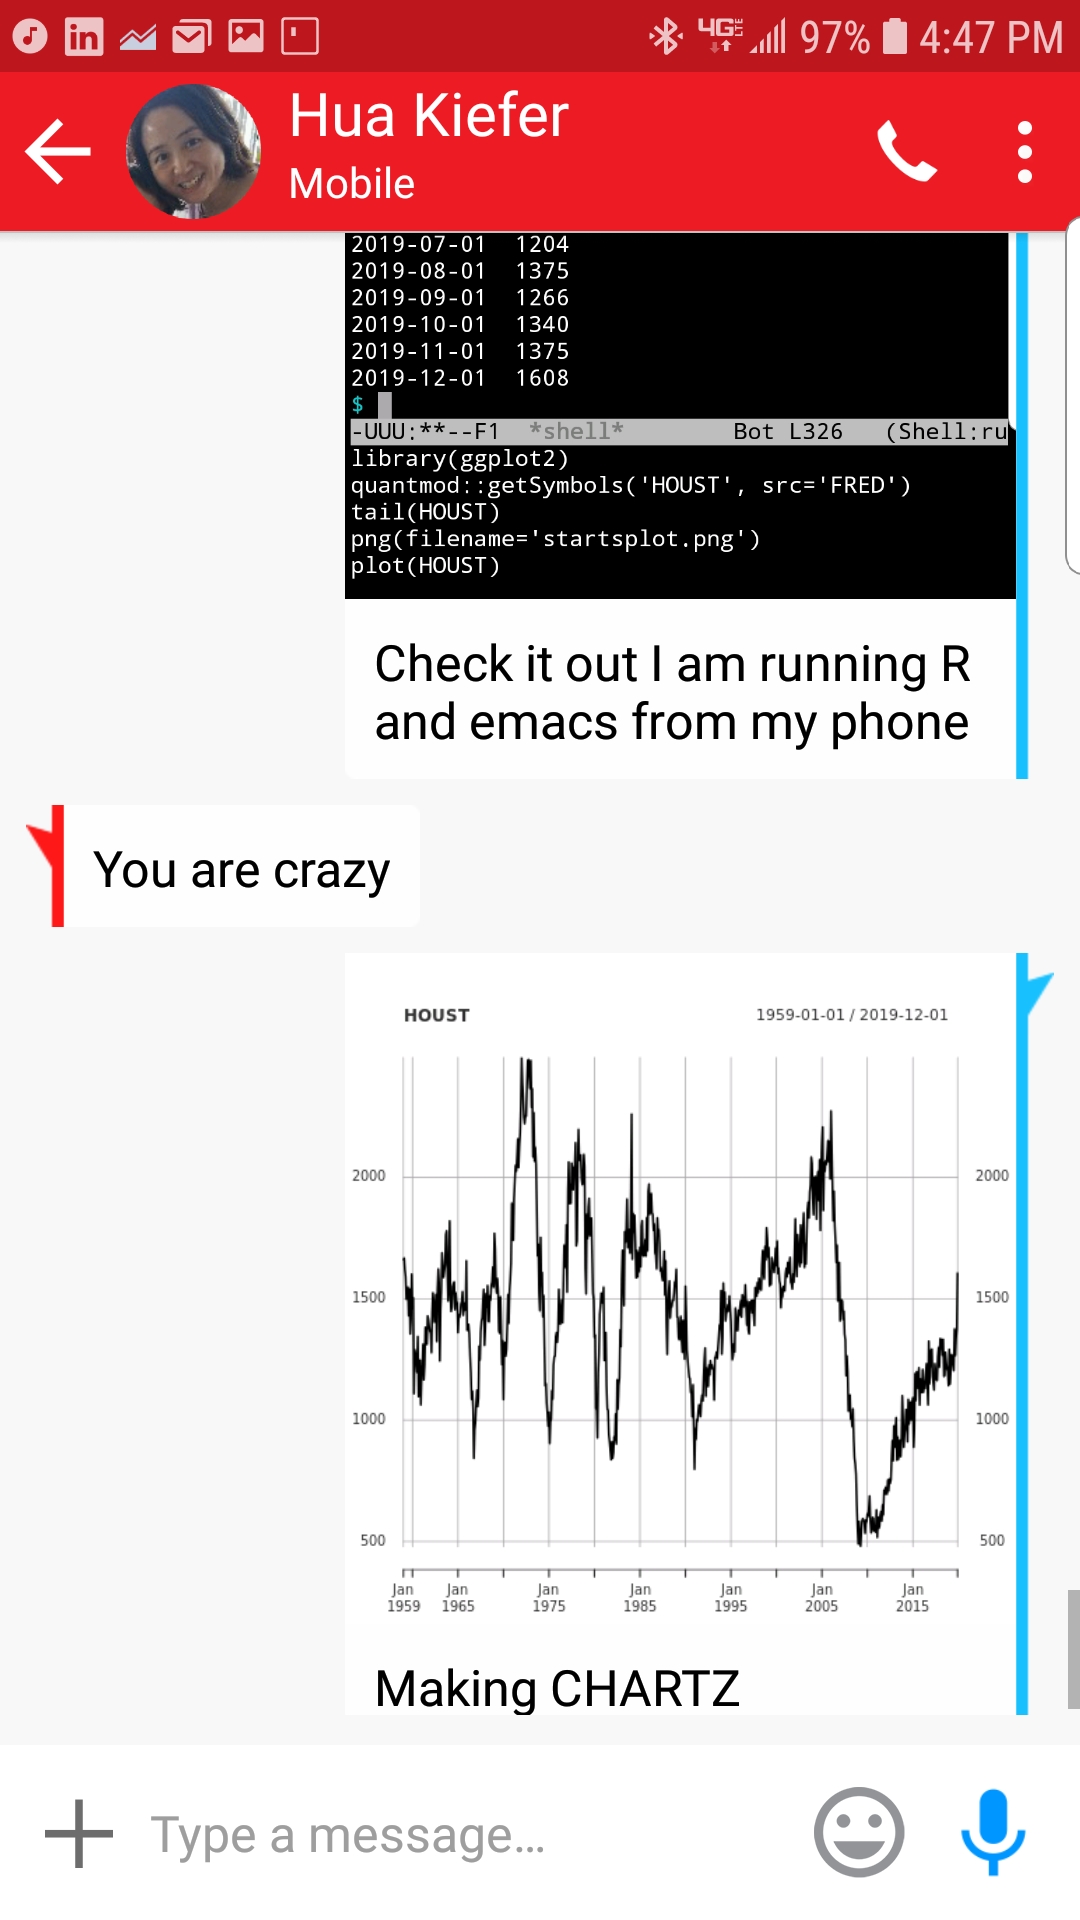 4G LTE 97% 4:47 PM
Hua Kiefer
Mobile
2019-07-01 1204
2019-08-01 1375
2019-09-01 1266
2019-10-01 1340
2019-11-01 1375
2019-12-01 1608
$
-UUU:**--F1 *shell* Bot L326 (Shell:ru
library(ggplot2)
quantmod::getSymbols('HOUST', src='FRED')
tail(HOUST)
png(filename='startsplot.png')
plot(HOUST)
Check it out I am running R
and emacs from my phone
You are crazy
HOUST 1959-01-01 / 2019-12-01
2000 2000
1500 1500
1000 1000
500 500
Jan Jan Jan Jan Jan Jan Jan
1959 1965 1975 1985 1995 2005 2015
Making CHARTZ
Type a message...